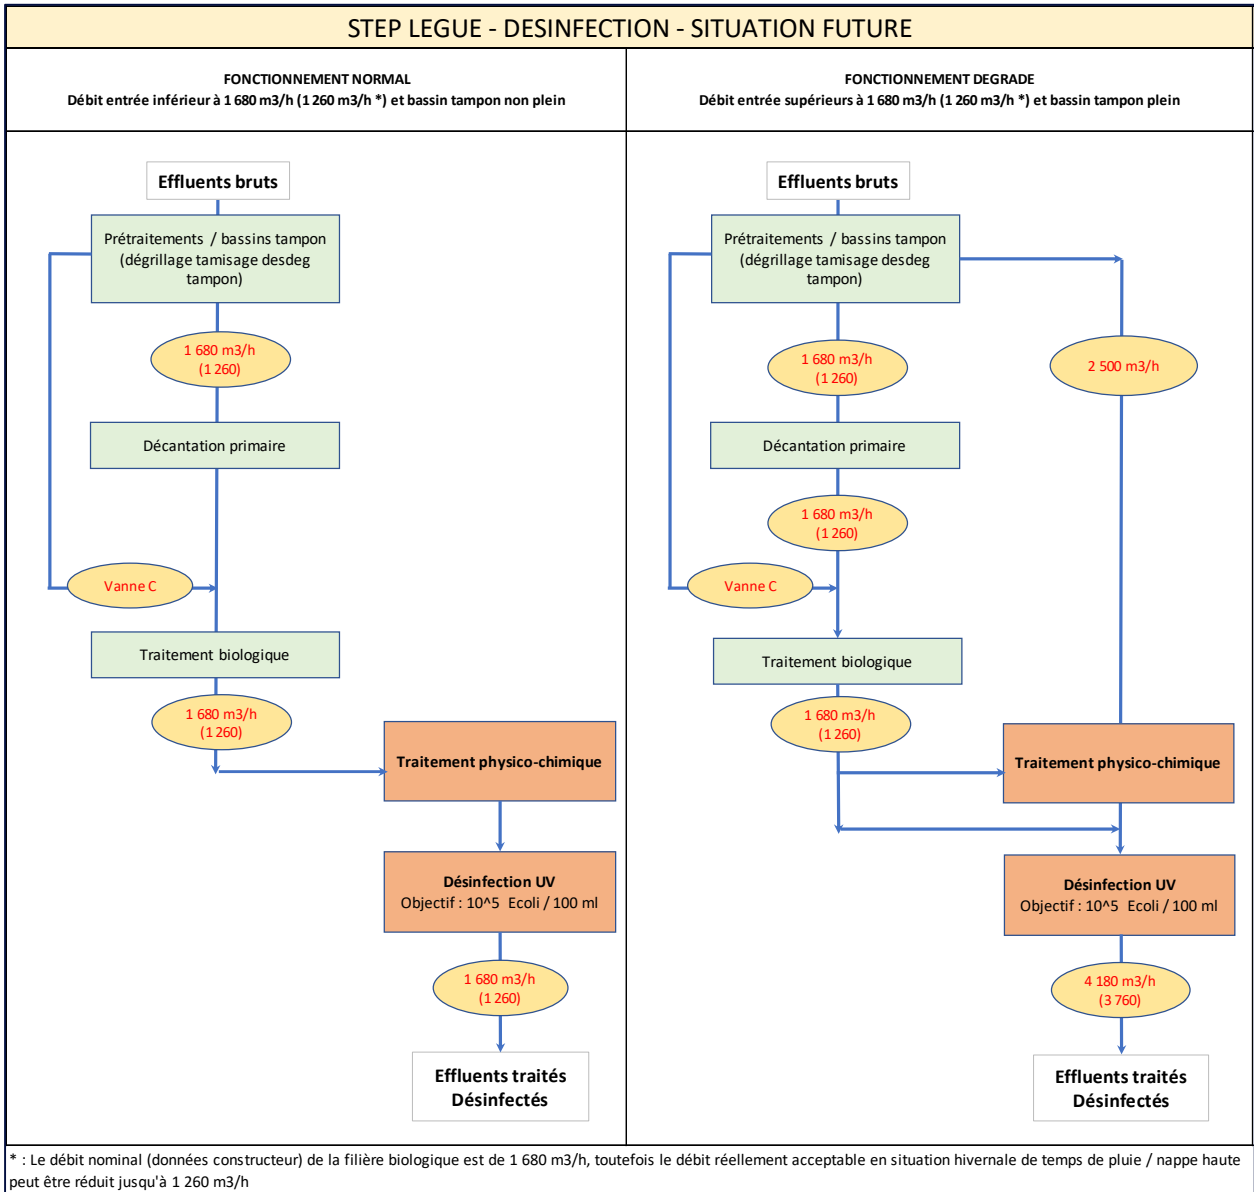 STEP LEGUE - DESINFECTION - SITUATION FUTURE
FONCTIONNEMENT NORMAL
Débit entrée inférieur à 1 680 m3/h (1 260 m3/h *) et bassin tampon non plein
Effluents bruts
Prétraitements / bassins tampon
(dégrillage tamisage desdeg
tampon)
1 680 m3/h
(1 260)
Décantation primaire
Vanne C
Traitement biologique
1 680 m3/h
(1 260)
Traitement physico-chimique
Désinfection UV
Objectif : 10^5 Ecoli / 100 ml
1 680 m3/h
(1 260)
Effluents traités
Désinfectés
FONCTIONNEMENT DEGRADE
Débit entrée supérieurs à 1 680 m3/h (1 260 m3/h *) et bassin tampon plein
Effluents bruts
Prétraitements / bassins tampon
(dégrillage tamisage desdeg
tampon)
1 680 m3/h
(1 260)
2 500 m3/h
Décantation primaire
1 680 m3/h
(1 260)
Vanne C
Traitement biologique
1 680 m3/h
(1 260)
Traitement physico-chimique
Désinfection UV
Objectif : 10^5 Ecoli / 100 ml
4 180 m3/h
(3 760)
Effluents traités
Désinfectés
* : Le débit nominal (données constructeur) de la filière biologique est de 1 680 m3/h, toutefois le débit réellement acceptable en situation hivernale de temps de pluie / nappe haute
peut être réduit jusqu'à 1 260 m3/h